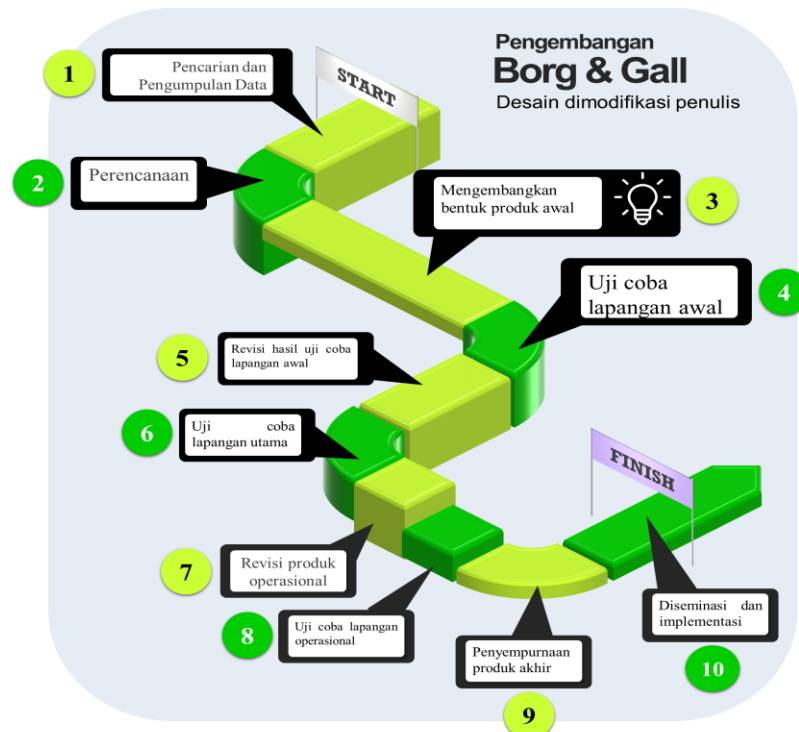 Pengembangan
Borg & Gall
Desain dimodifikasi penulis
START
1
Pencarian dan
Pengumpulan Data
2
Perencanaan
3
Mengembangkan
bentuk produk awal
4
Uji coba
lapangan awal
5
Revisi hasil uji coba
lapangan awal
6
Uji coba
lapangan utama
7
Revisi produk
operasional
8
Uji coba lapangan
operasional
9
Penyempurnaan
produk akhir
FINISH
Diseminasi dan
implementasi
10